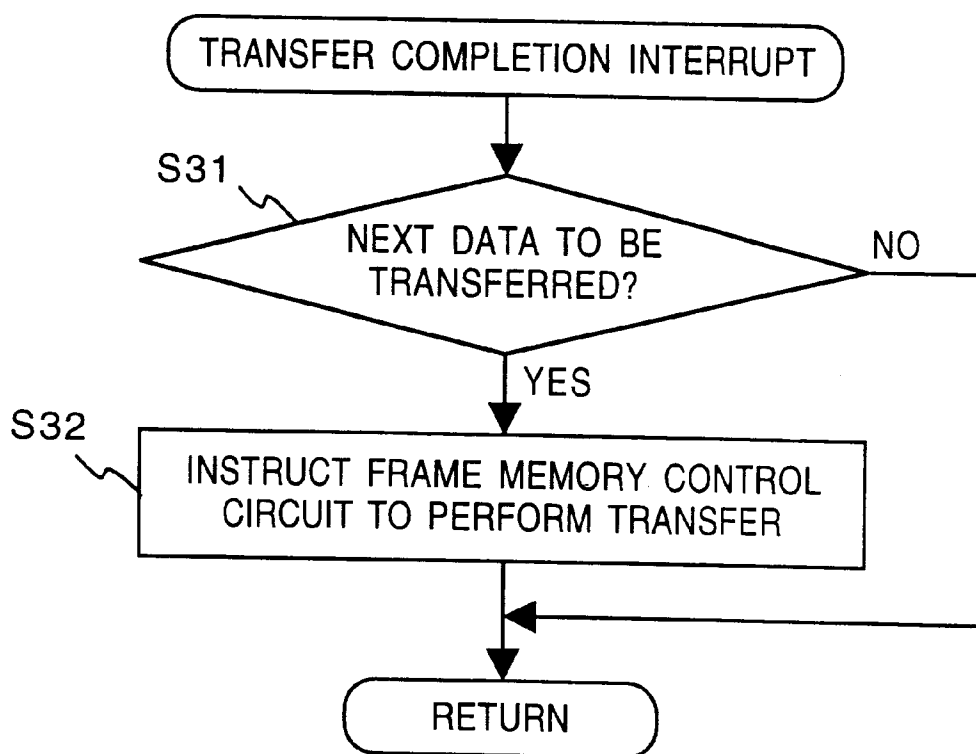 TRANSFER COMPLETION INTERRUPT
S31
NEXT DATA TO BE
TRANSFERRED?
NO
YES
S32
INSTRUCT FRAME MEMORY CONTROL
CIRCUIT TO PERFORM TRANSFER
RETURN